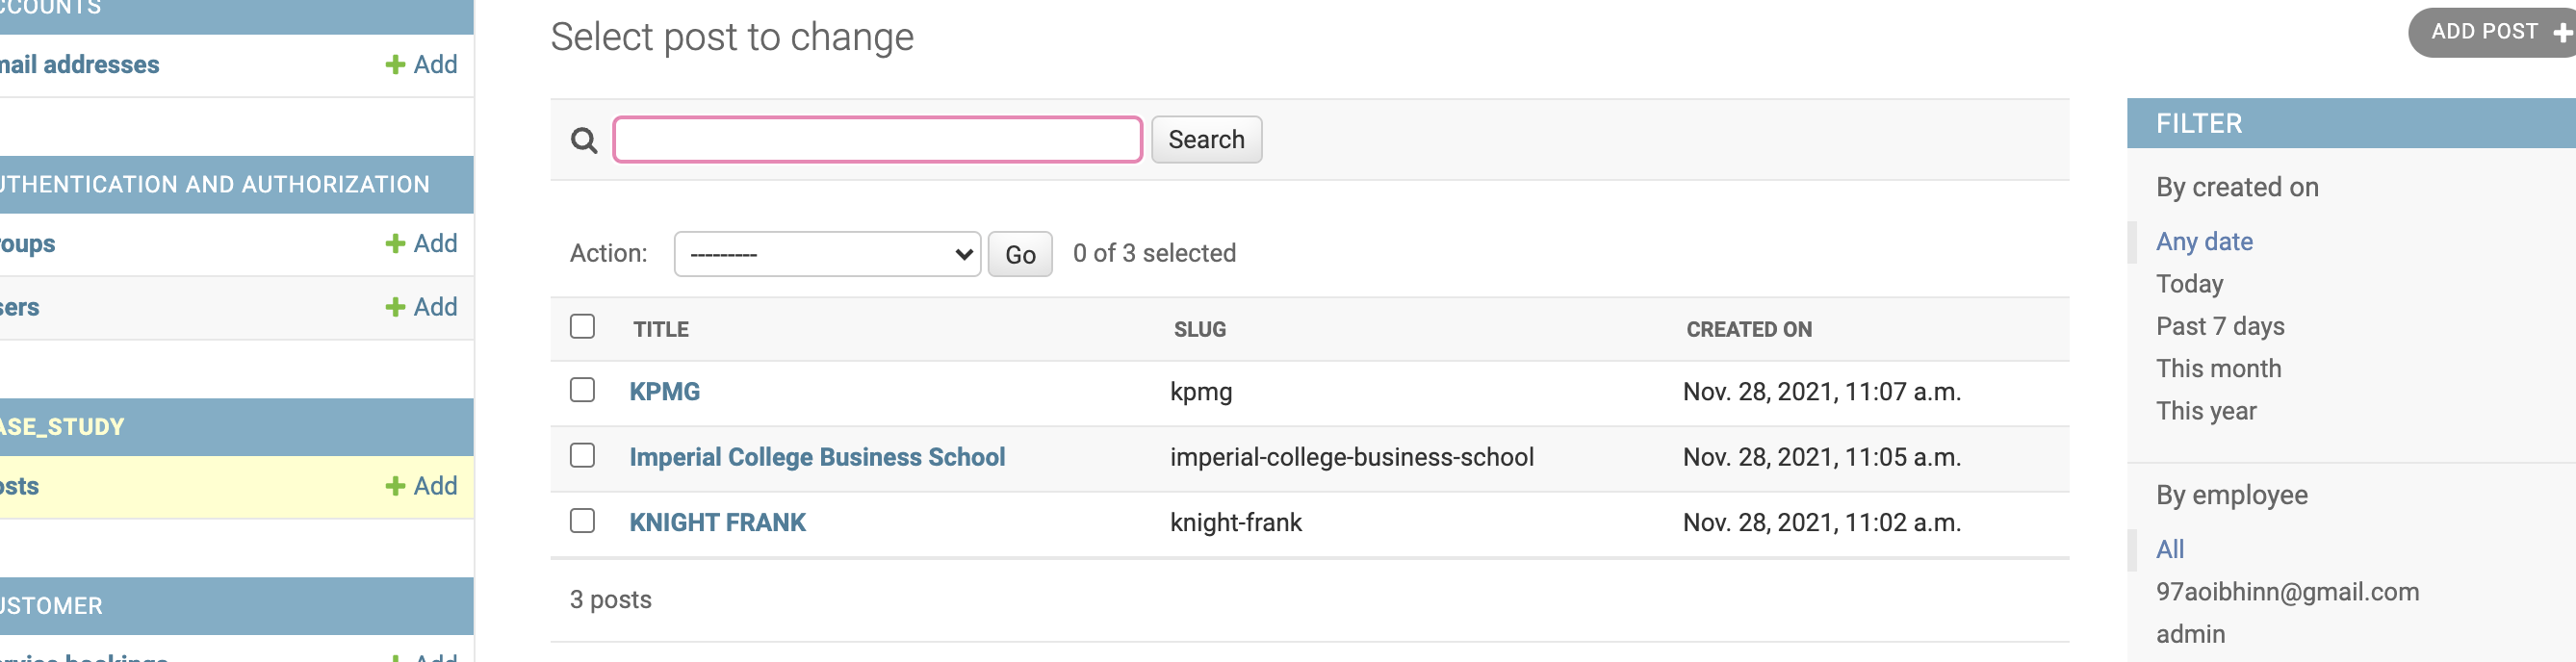 CCOUNTS
mail addresses + Add
UTHENTICATION AND AUTHORIZATION
roups + Add
sers + Add
ASE_STUDY
osts + Add
USTOMER
Add
Select post to change
ADD POST +
Search
Action: --------- Go 0 of 3 selected
TITLE SLUG CREATED ON
KPMG kpmg Nov. 28, 2021, 11:07 a.m.
Imperial College Business School imperial-college-business-school Nov. 28, 2021, 11:05 a.m.
KNIGHT FRANK knight-frank Nov. 28, 2021, 11:02 a.m.
3 posts
FILTER
By created on
Any date
Today
Past 7 days
This month
This year
By employee
All
97aoibhinn@gmail.com
admin